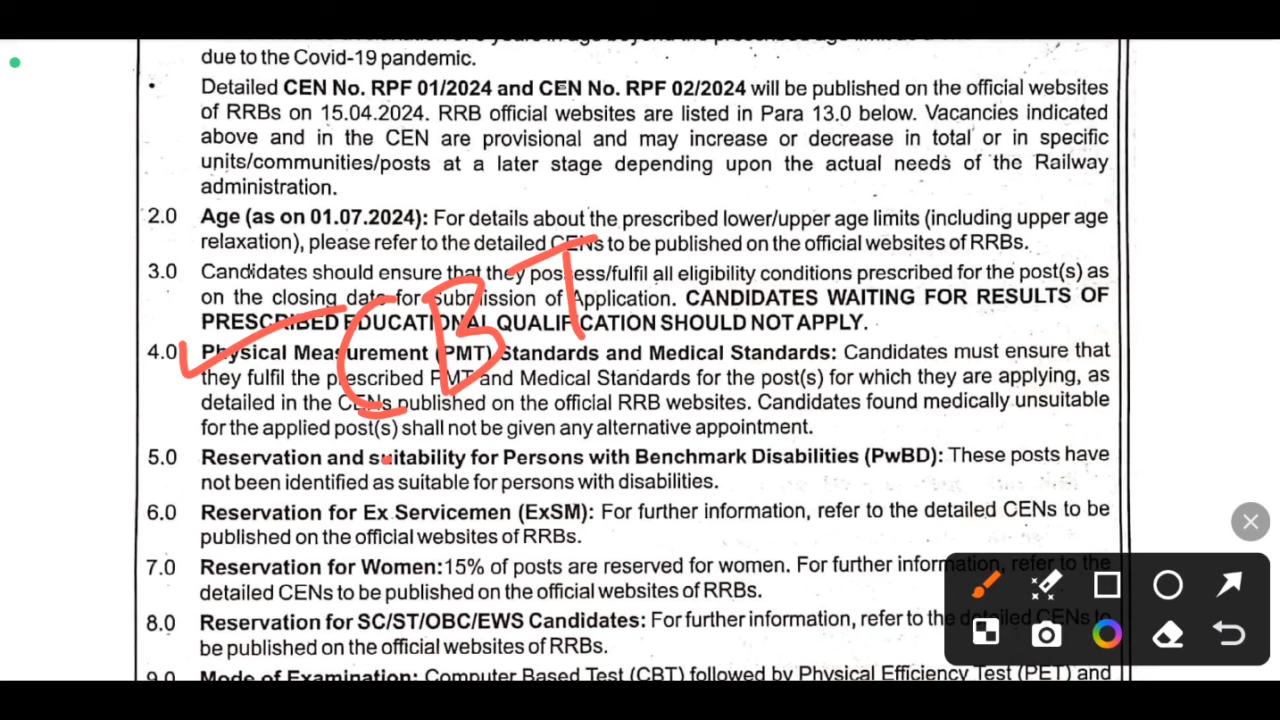 due to the Covid-19 pandemic.
• Detailed CEN No. RPF 01/2024 and CEN No. RPF 02/2024 will be published on the official websites
of RRBs on 15.04.2024. RRB official websites are listed in Para 13.0 below. Vacancies indicated
above and in the CEN are provisional and may increase or decrease in total or in specific
units/communities/posts at a later stage depending upon the actual needs of the Railway
administration.
2.0 Age (as on 01.07.2024): For details about the prescribed lower/upper age limits (including upper age
relaxation), please refer to the detailed CENs to be published on the official websites of RRBs.
3.0 Candidates should ensure that they possess/fulfil all eligibility conditions prescribed for the post(s) as
on the closing date for Submission of Application. CANDIDATES WAITING FOR RESULTS OF
PRESCRIBED EDUCATIONAL QUALIFICATION SHOULD NOT APPLY.
CBT
4.0 Physical Measurement (PMT) Standards and Medical Standards: Candidates must ensure that
they fulfil the prescribed PMT and Medical Standards for the post(s) for which they are applying, as
detailed in the CENs published on the official RRB websites. Candidates found medically unsuitable
for the applied post(s) shall not be given any alternative appointment.
5.0 Reservation and suitability for Persons with Benchmark Disabilities (PwBD): These posts have
not been identified as suitable for persons with disabilities.
6.0 Reservation for Ex Servicemen (ExSM): For further information, refer to the detailed CENs to be
published on the official websites of RRBs.
7.0 Reservation for Women:15% of posts are reserved for women. For further information, refer to the
detailed CENs to be published on the official websites of RRBs.
8.0 Reservation for SC/ST/OBC/EWS Candidates: For further information, refer to the detailed CENs to
be published on the official websites of RRBs.
9.0 Mode of Examination: Computer Based Test (CBT) followed by Physical Efficiency Test (PET) and